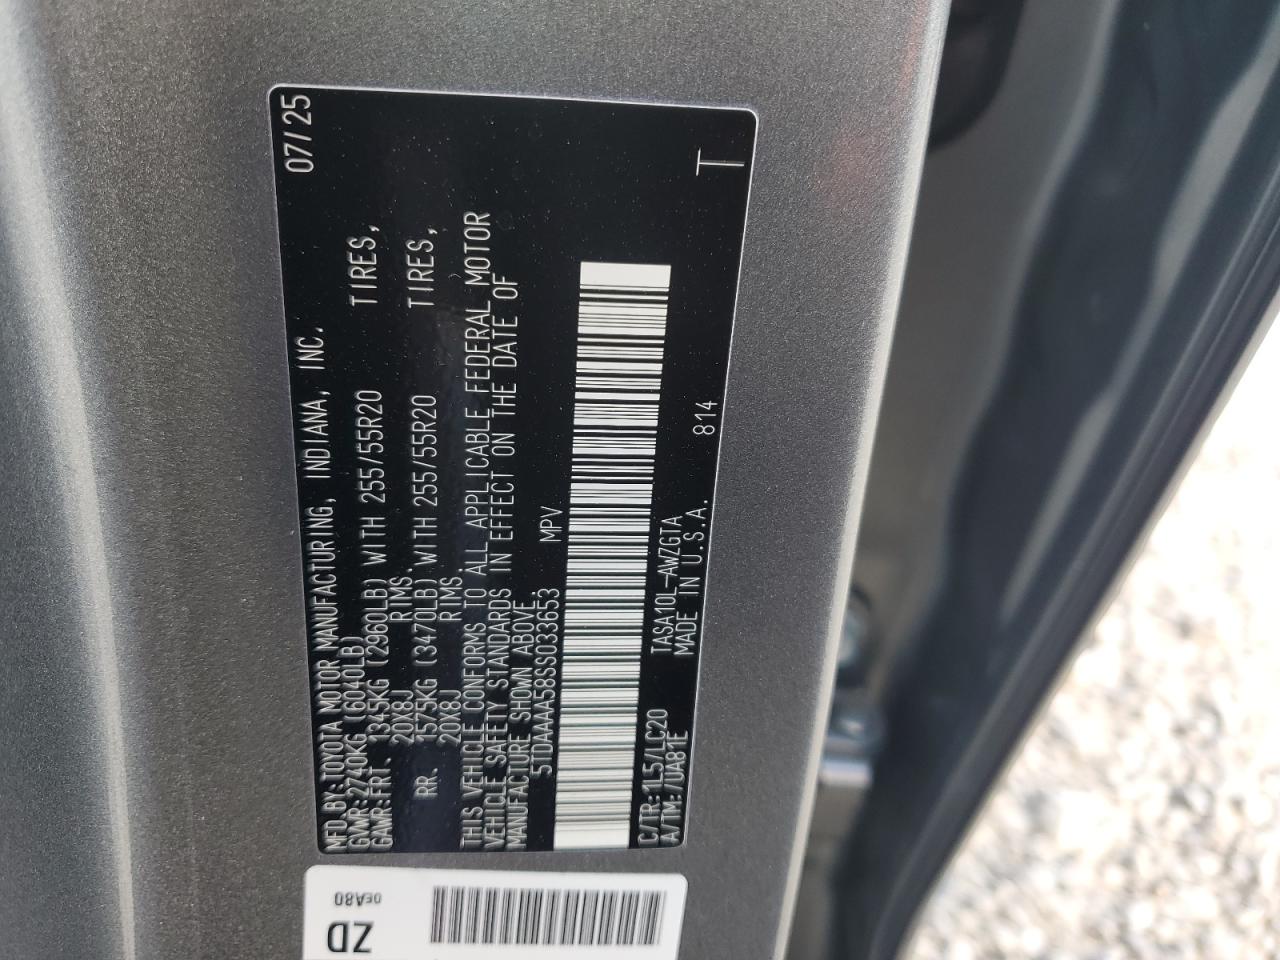 MFD.BY:TOYOTA MOTOR MANUFACTURING, INDIANA, INC. 07/25
GVWR:2740KG (6040LB)
GAWR:FRT. 1345KG (2960LB) WITH 255/55R20 TIRES,
20X8J RIMS
RR. 1575KG (3470LB) WITH 255/55R20 TIRES,
20X8J RIMS
THIS VEHICLE CONFORMS TO ALL APPLICABLE FEDERAL MOTOR
VEHICLE SAFETY STANDARDS IN EFFECT ON THE DATE OF
MANUFACTURE SHOWN ABOVE.
5TDAAAA58SS033653 MPV
C/TR:1L5/LC20 TASA10L-AWZGTA
A/TM:/UA81E MADE IN U.S.A. 814
T
ZD
0EA80